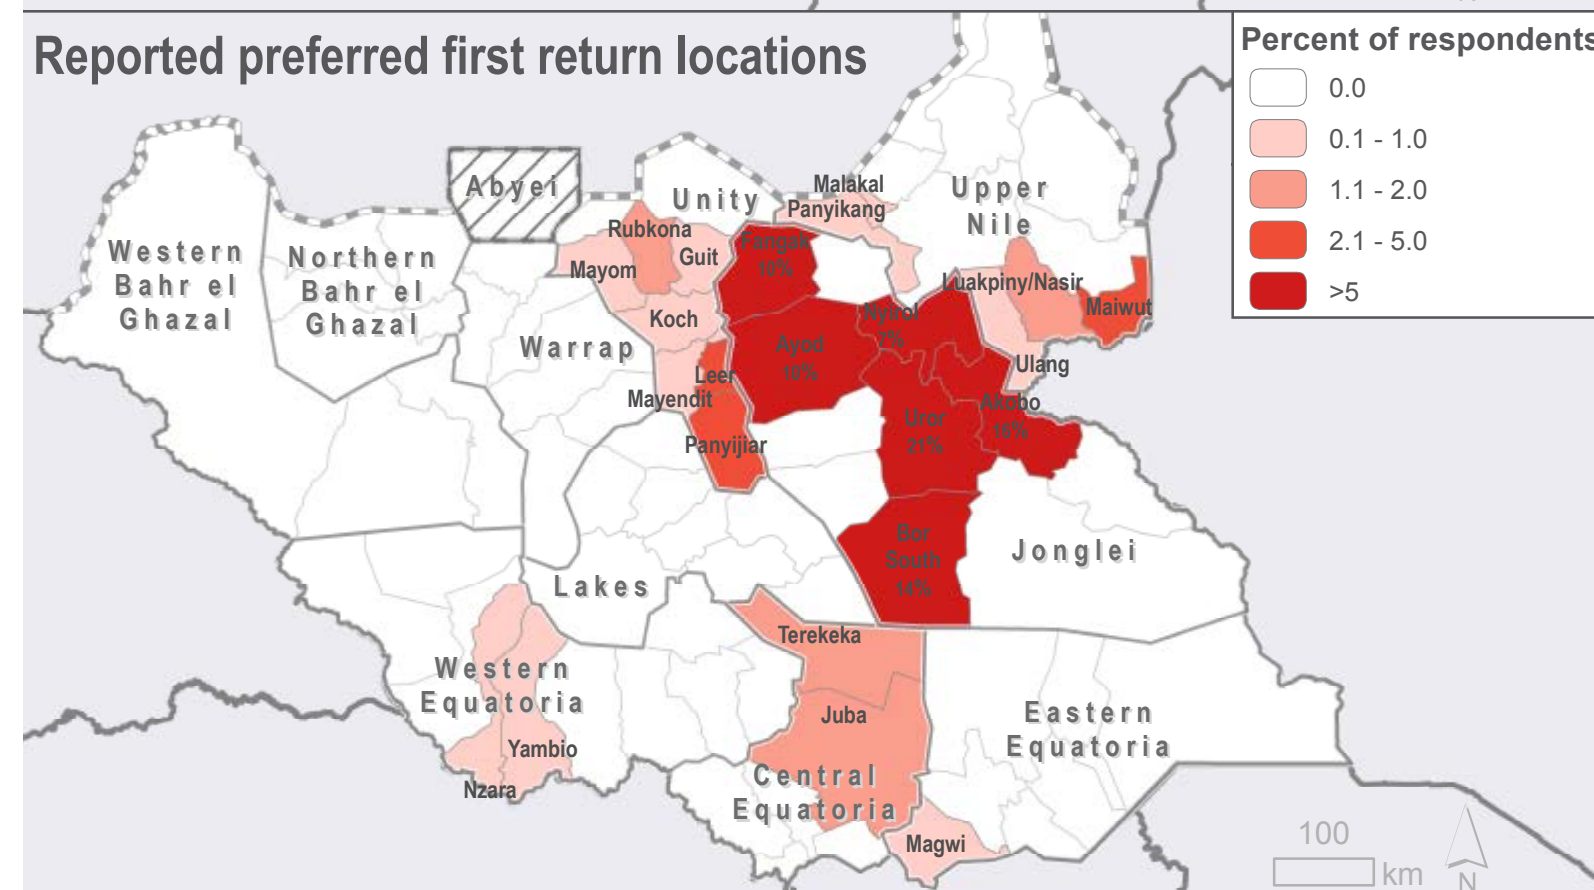 Reported preferred first return locations
Percent of respondents
0.0
0.1 - 1.0
1.1 - 2.0
2.1 - 5.0
>5
Abyei
Unity
Malakal
Panyikang
Upper
Nile
Western
Bahr el
Ghazal
Northern
Bahr el
Ghazal
Rubkona
Mayom
Guit
Fangak
10%
Luakpiny/Nasir
Maiwut
Koch
Nyirol
7%
Warrap
Ayod
10%
Ulang
Leer
Mayendit
Akobo
16%
Uror
21%
Panyijiar
Bor
South
14%
Jonglei
Lakes
Terekeka
Western
Equatoria
Juba
Eastern
Equatoria
Yambio
Nzara
Central
Equatoria
Magwi
100
km
N